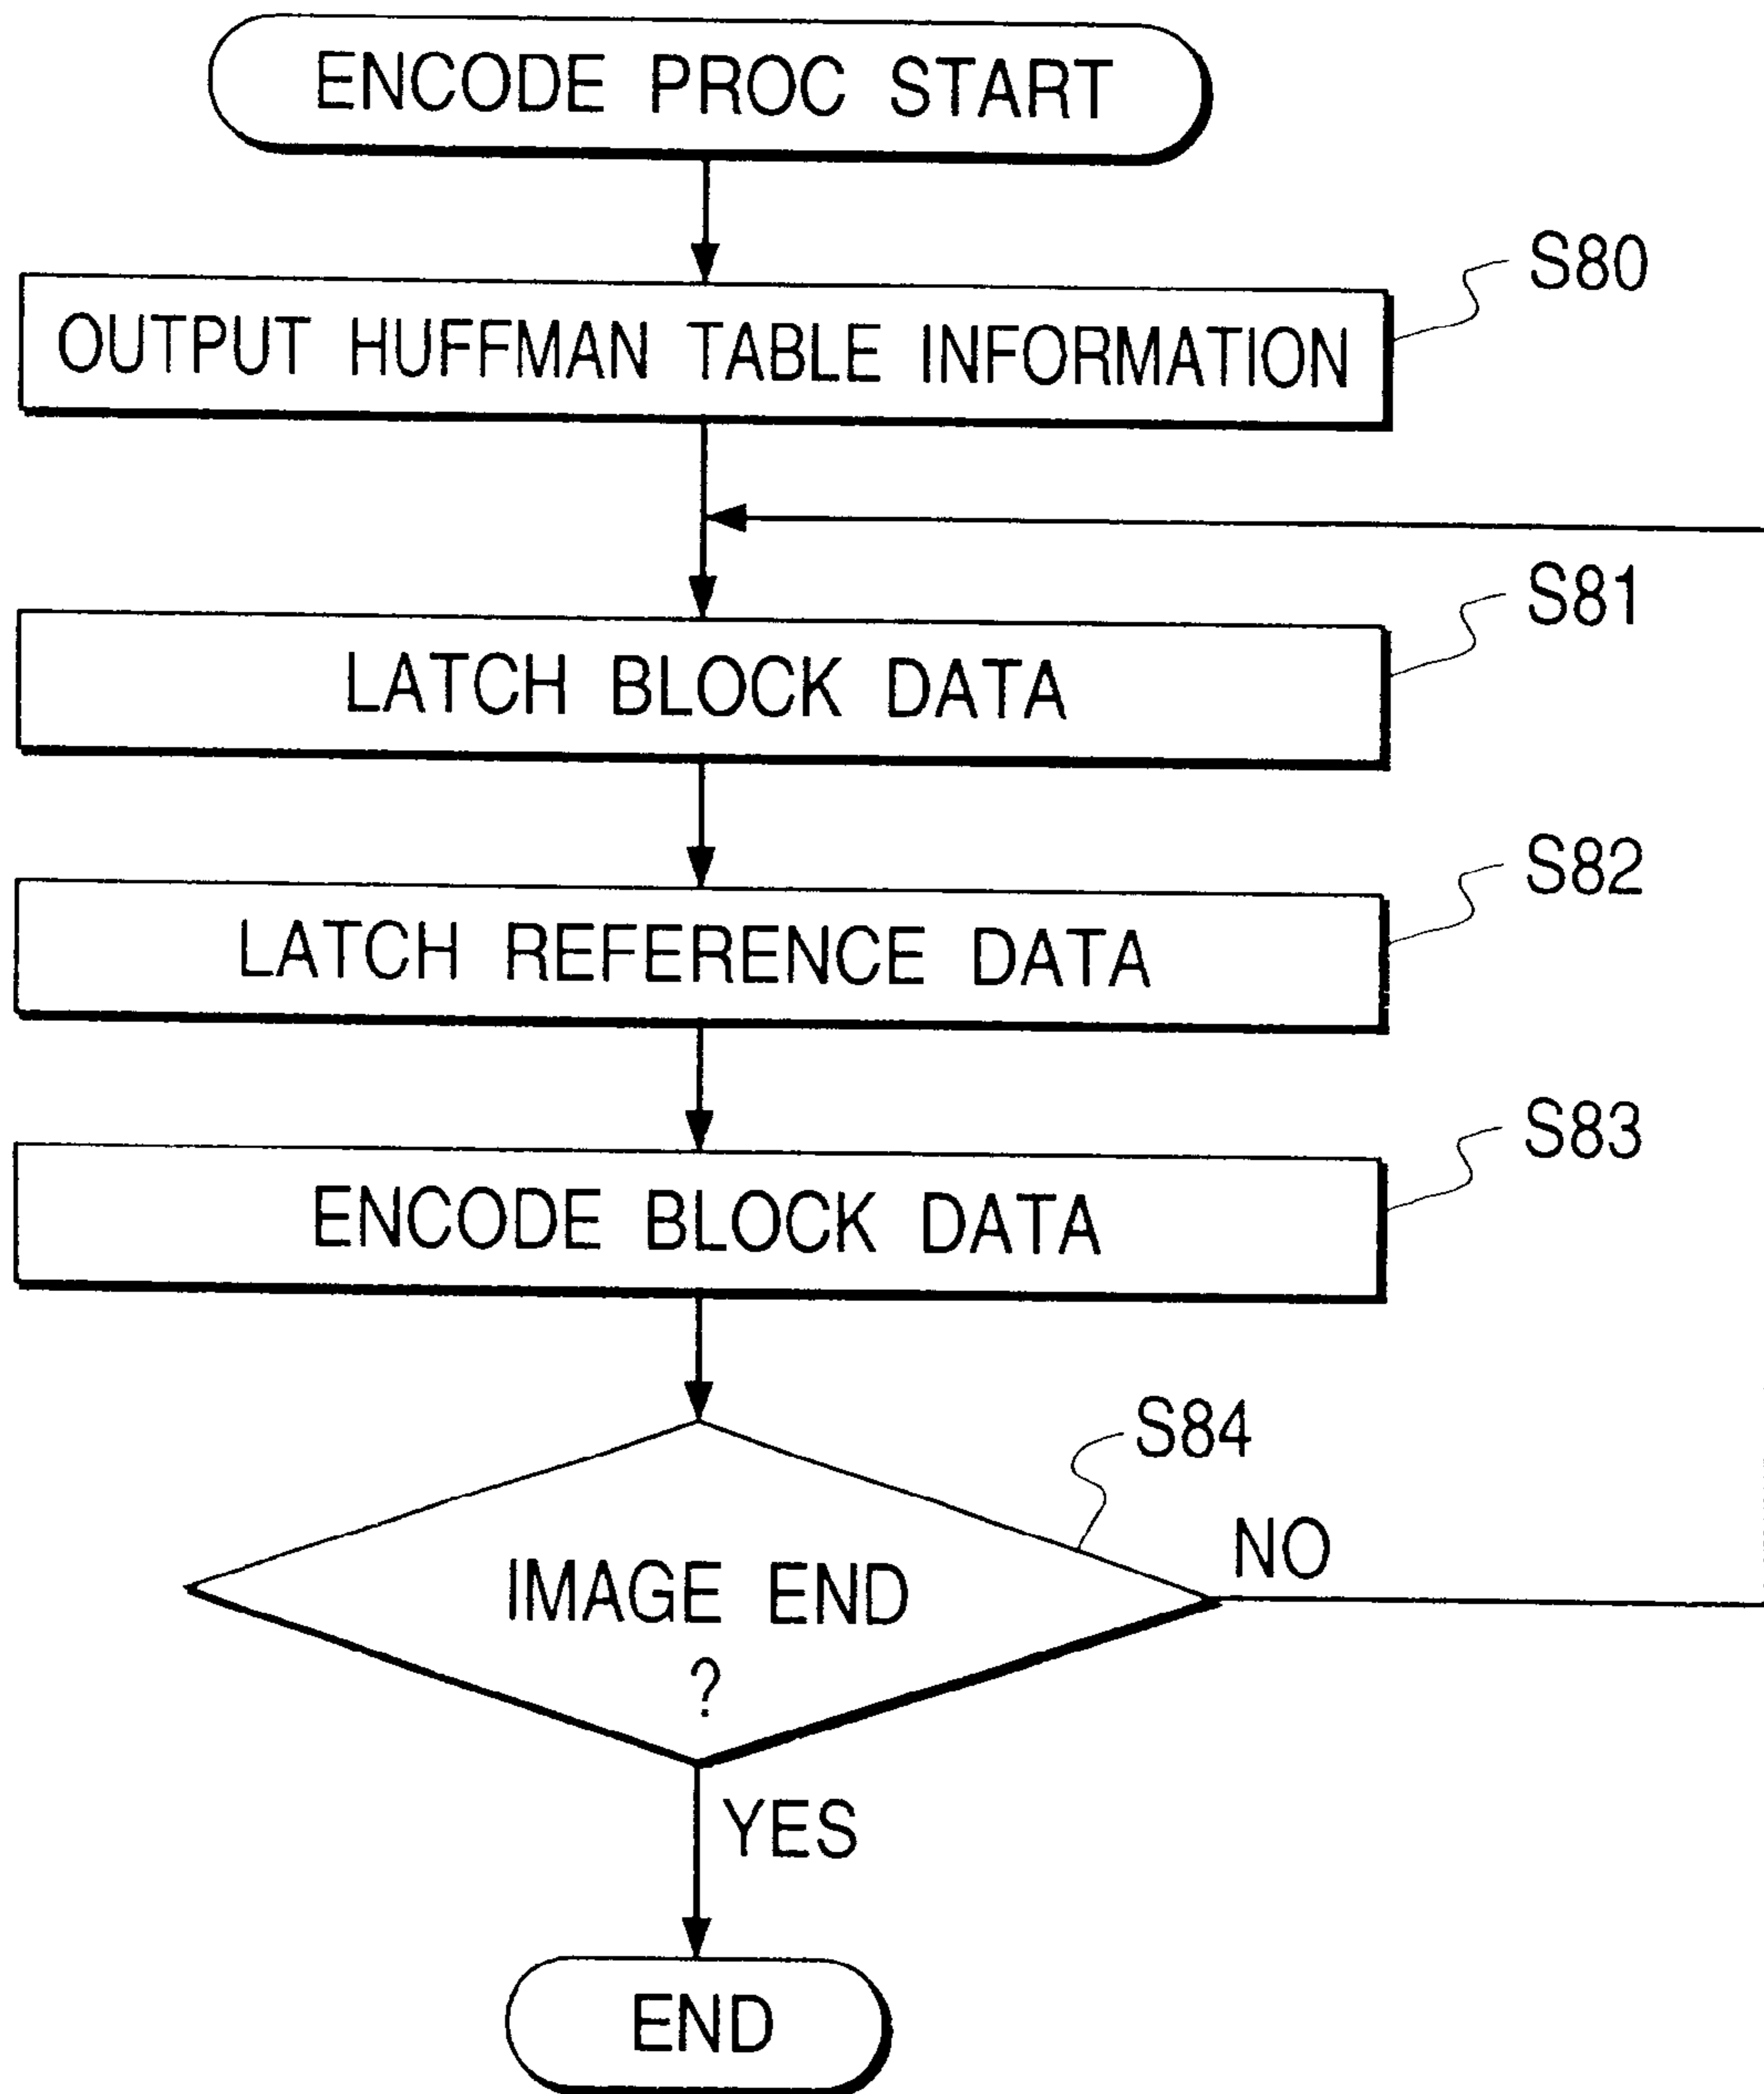 ENCODE PROC START
S80
OUTPUT HUFFMAN TABLE INFORMATION
S81
LATCH BLOCK DATA
S82
LATCH REFERENCE DATA
S83
ENCODE BLOCK DATA
S84
NO
IMAGE END
?
YES
END